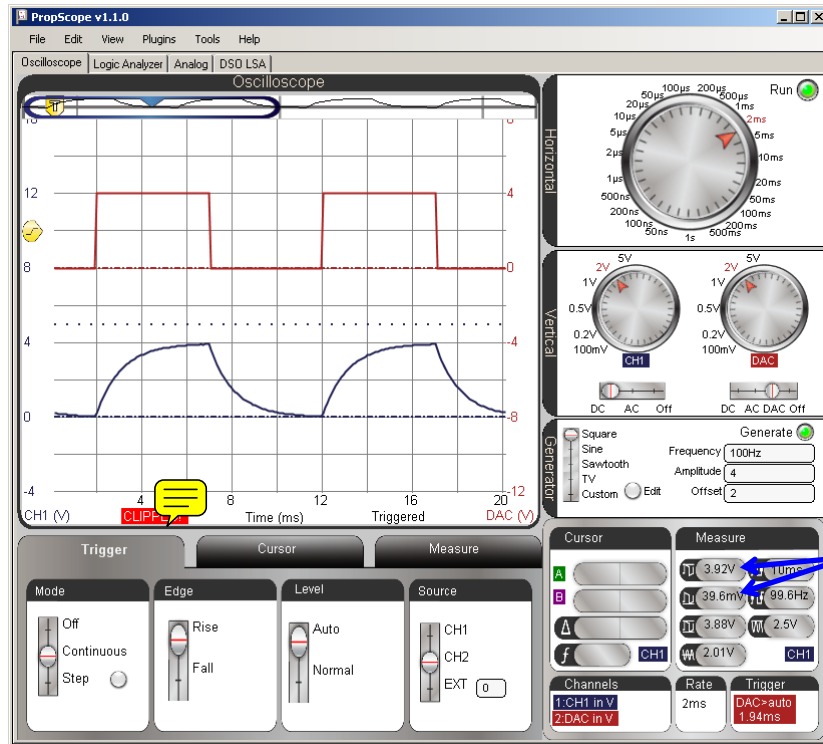 PropScope v1.1.0
File Edit View Plugins Tools Help
Oscilloscope Logic Analyzer Analog DSO LSA
Oscilloscope
12
8
4
0
-4
4
0
-4
-8
-12
4 8 12 16 20
CH1 (V) Time (ms) Triggered DAC (V)
Horizontal
Run
1µs
2µs
5µs
10µs
20µs
50µs
100µs
200µs
500µs
1ms
2ms
5ms
10ms
20ms
50ms
100ms
200ms
500ms
1s
50ns
100ns
200ns
500ns
Vertical
5V
2V
1V
0.5V
0.2V
100mV
CH1
DC AC Off
5V
2V
1V
0.5V
0.2V
100mV
DAC
DC AC DAC Off
Generator
Square
Sine
Sawtooth
TV
Custom Edit
Generate
Frequency 100Hz
Amplitude 4
Offset 2
Trigger Cursor Measure
Mode
Off
Continuous
Step
Edge
Rise
Fall
Level
Auto
Normal
Source
CH1
CH2
EXT 0
Cursor
A
B
Δ
f CH1
Measure
3.92V 10ms
39.6mV 99.6Hz
3.88V 2.5V
2.01V CH1
Channels
1:CH1 in V
2:DAC in V
Rate
2ms
Trigger
DAC>auto
1.94ms